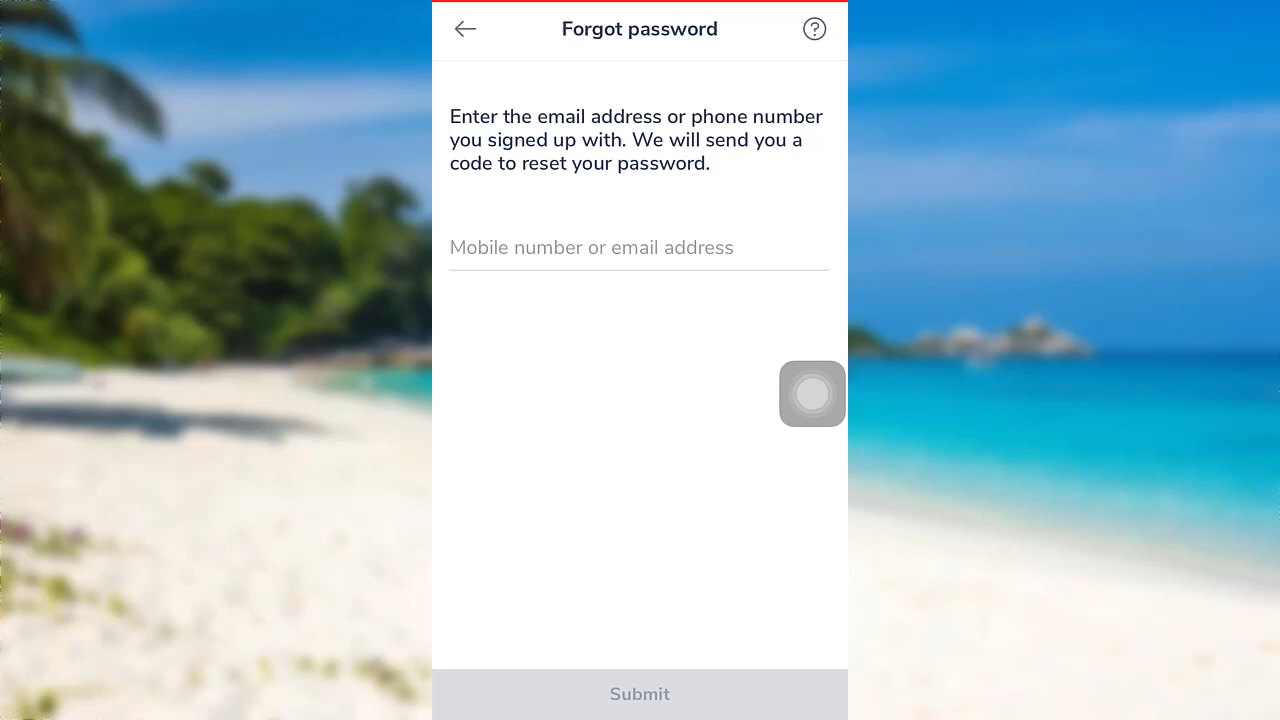 Forgot password
?
Enter the email address or phone number
you signed up with. We will send you a
code to reset your password.
Mobile number or email address
Submit